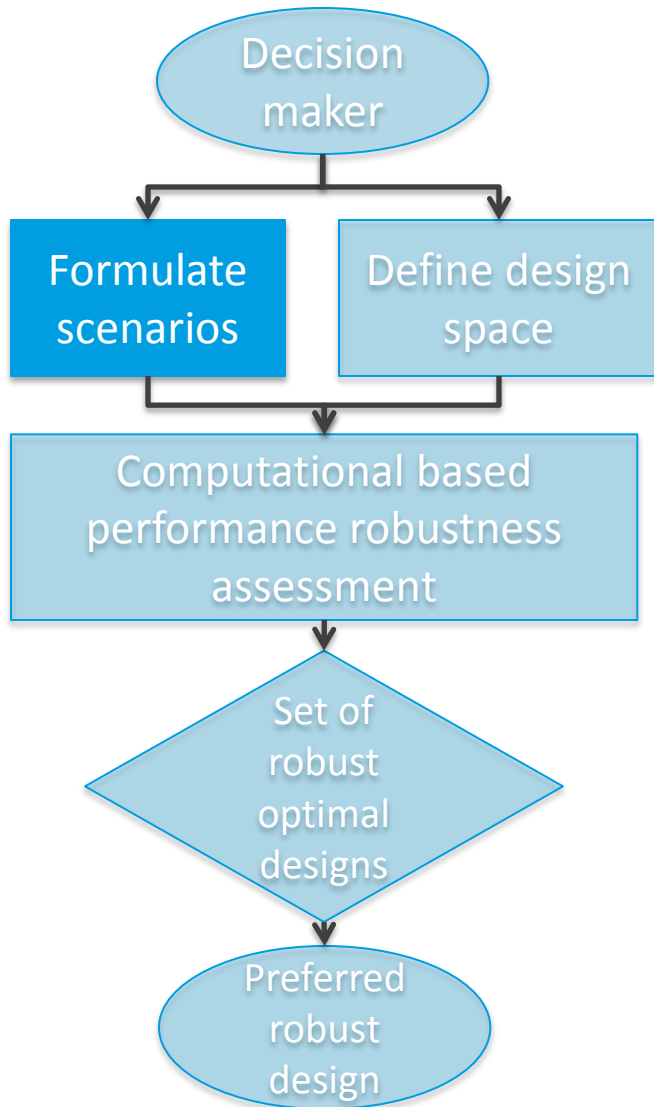 Decision
maker
Formulate
scenarios
Define design
space
Computational based
performance robustness
assessment
Set of
robust
optimal
designs
Preferred
robust
design